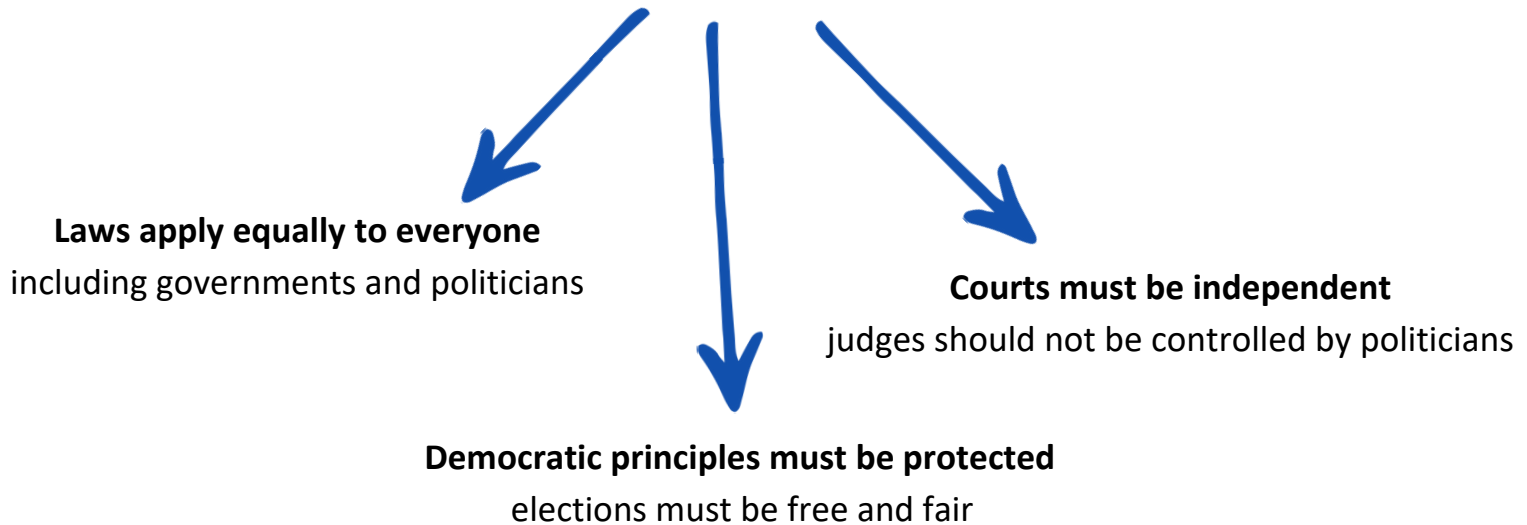 Laws apply equally to everyone
including governments and politicians
Courts must be independent
judges should not be controlled by politicians
Democratic principles must be protected
elections must be free and fair